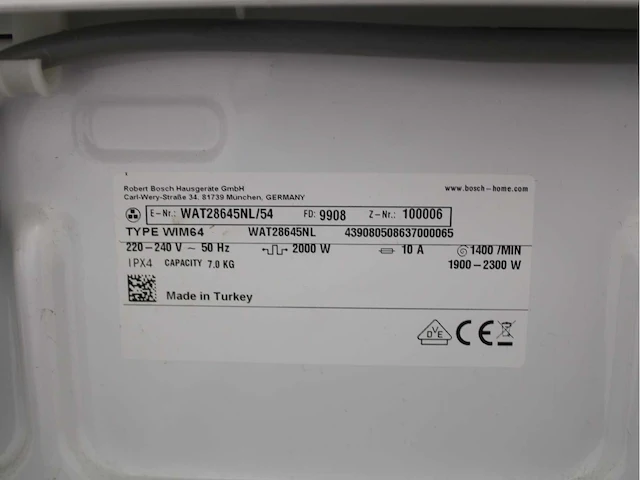 Robert Bosch Hausgeräte GmbH www.bosch-home.com
Carl-Wery-Straße 34, 81739 München, GERMANY
E-Nr.: WAT28645NL/54 FD: 9908 Z-Nr.: 100006
TYPE WIM64 WAT28645NL 439080508637000065
220-240 V ~ 50 Hz 2000 W 10 A 1400 /MIN
IPX4 CAPACITY 7.0 KG 1900-2300 W
Made in Turkey
DVE CE